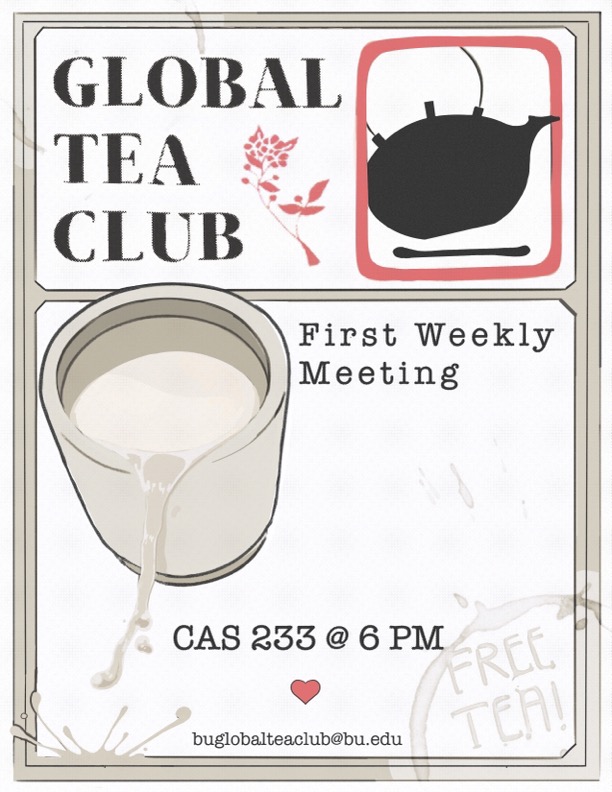 GLOBAL
TEA
CLUB
First Weekly
Meeting
CAS 233 @ 6 PM
FREE
TEA!
buglobalteaclub@bu.edu